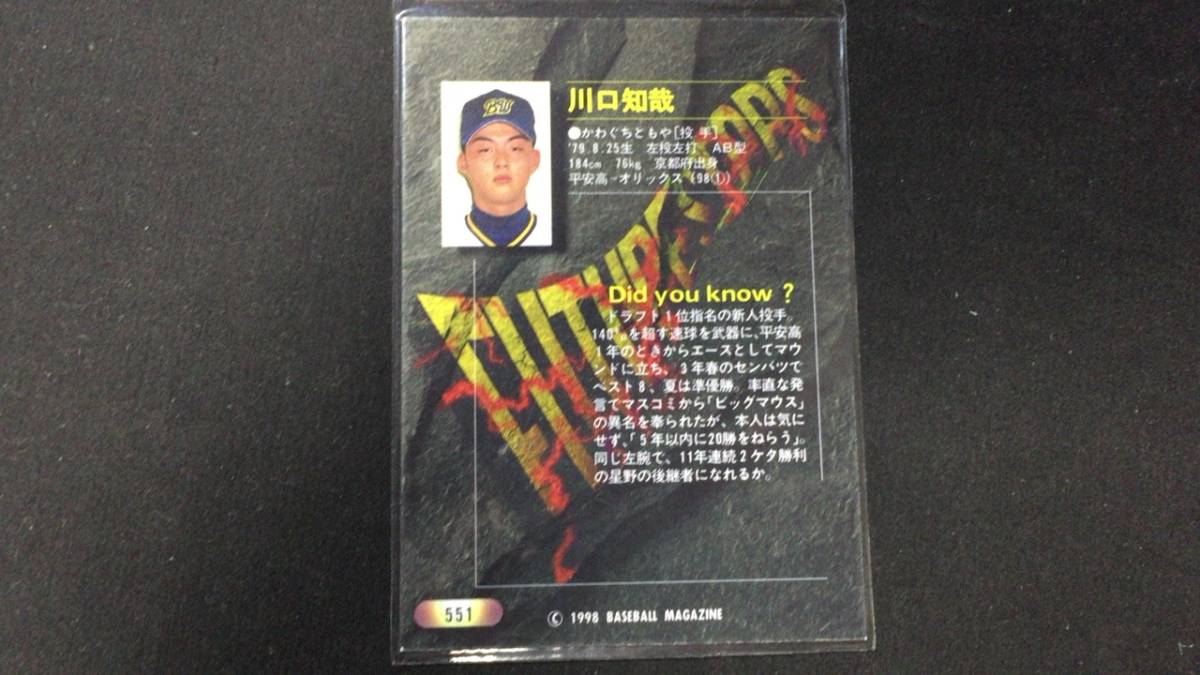 BW
川口知哉
●かわぐちともや[投 手]
'79.8.25生 左投左打 AB型
184cm 76kg 京都府出身
平安高-オリックス(98①)
FUTURE STARS
Did you know ?
ドラフト1位指名の新人投手。
140㌔を超す速球を武器に、平安高
1年のときからエースとしてマウ
ンドに立ち、3年春のセンバツで
ベスト8、夏は準優勝。率直な発
言でマスコミから「ビッグマウス」
の異名を奉られたが、本人は気に
せず、「5年以内に20勝をねらう」。
同じ左腕で、11年連続2ケタ勝利
の星野の後継者になれるか。
551
© 1998 BASEBALL MAGAZINE